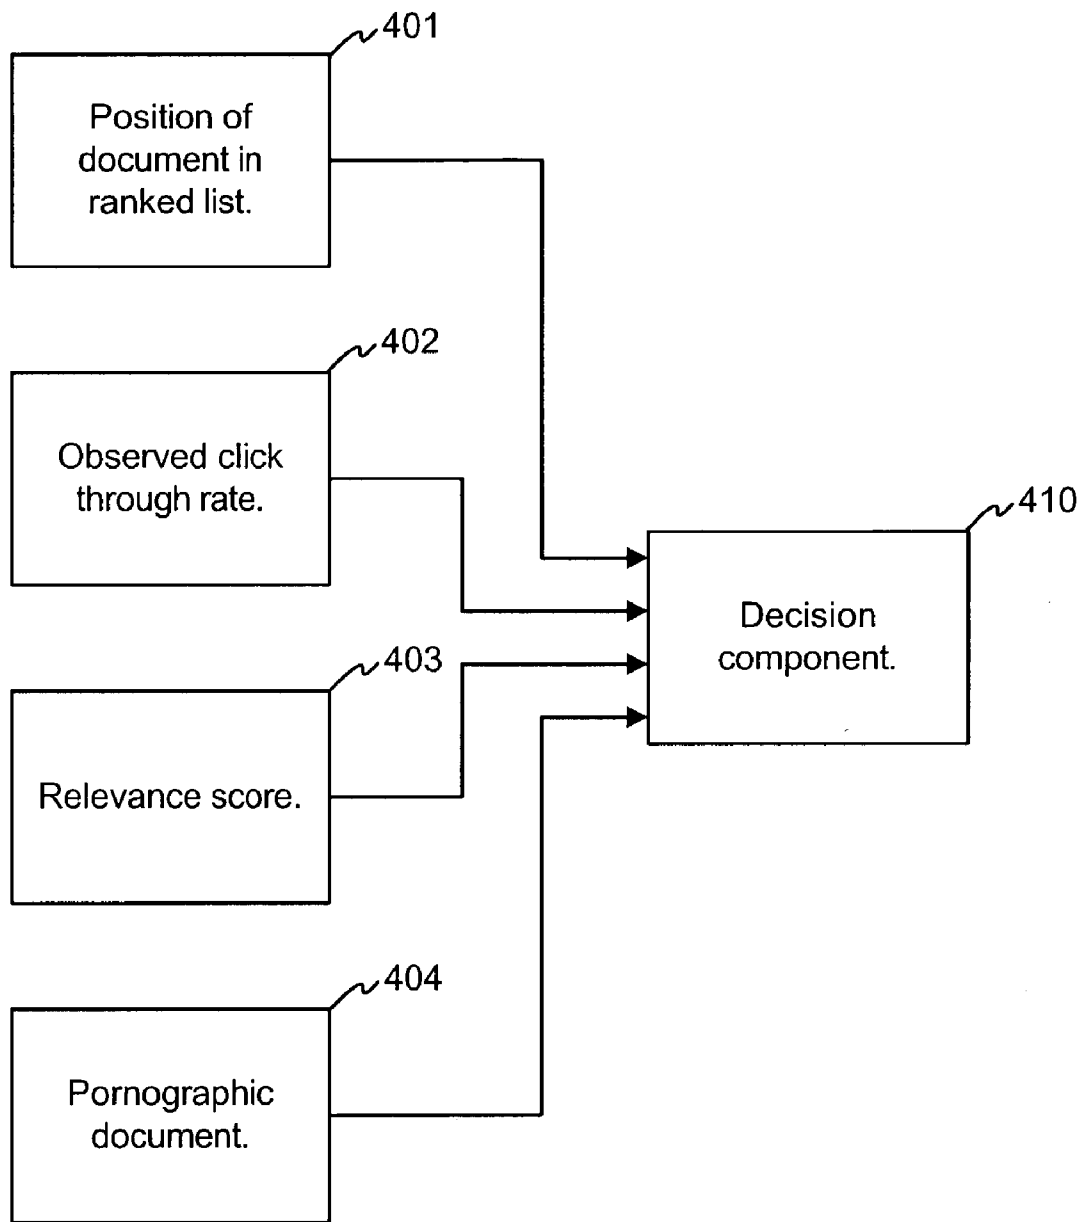 401
Position of
document in
ranked list.
402
Observed click
through rate.
410
Decision
component.
403
Relevance score.
404
Pornographic
document.